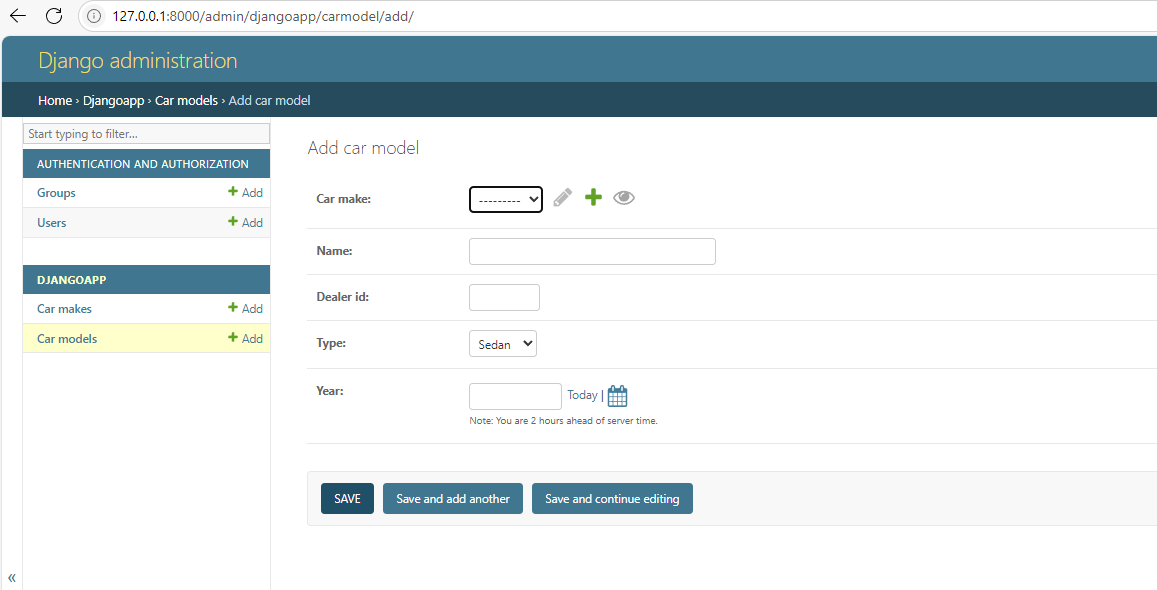 127.0.0.1:8000/admin/djangoapp/carmodel/add/
Django administration
Home › Djangoapp › Car models › Add car model
Start typing to filter...
AUTHENTICATION AND AUTHORIZATION
Groups + Add
Users + Add
DJANGOAPP
Car makes + Add
Car models + Add
«
Add car model
Car make: ---------
Name:
Dealer id:
Type: Sedan
Year: Today |
Note: You are 2 hours ahead of server time.
SAVE Save and add another Save and continue editing